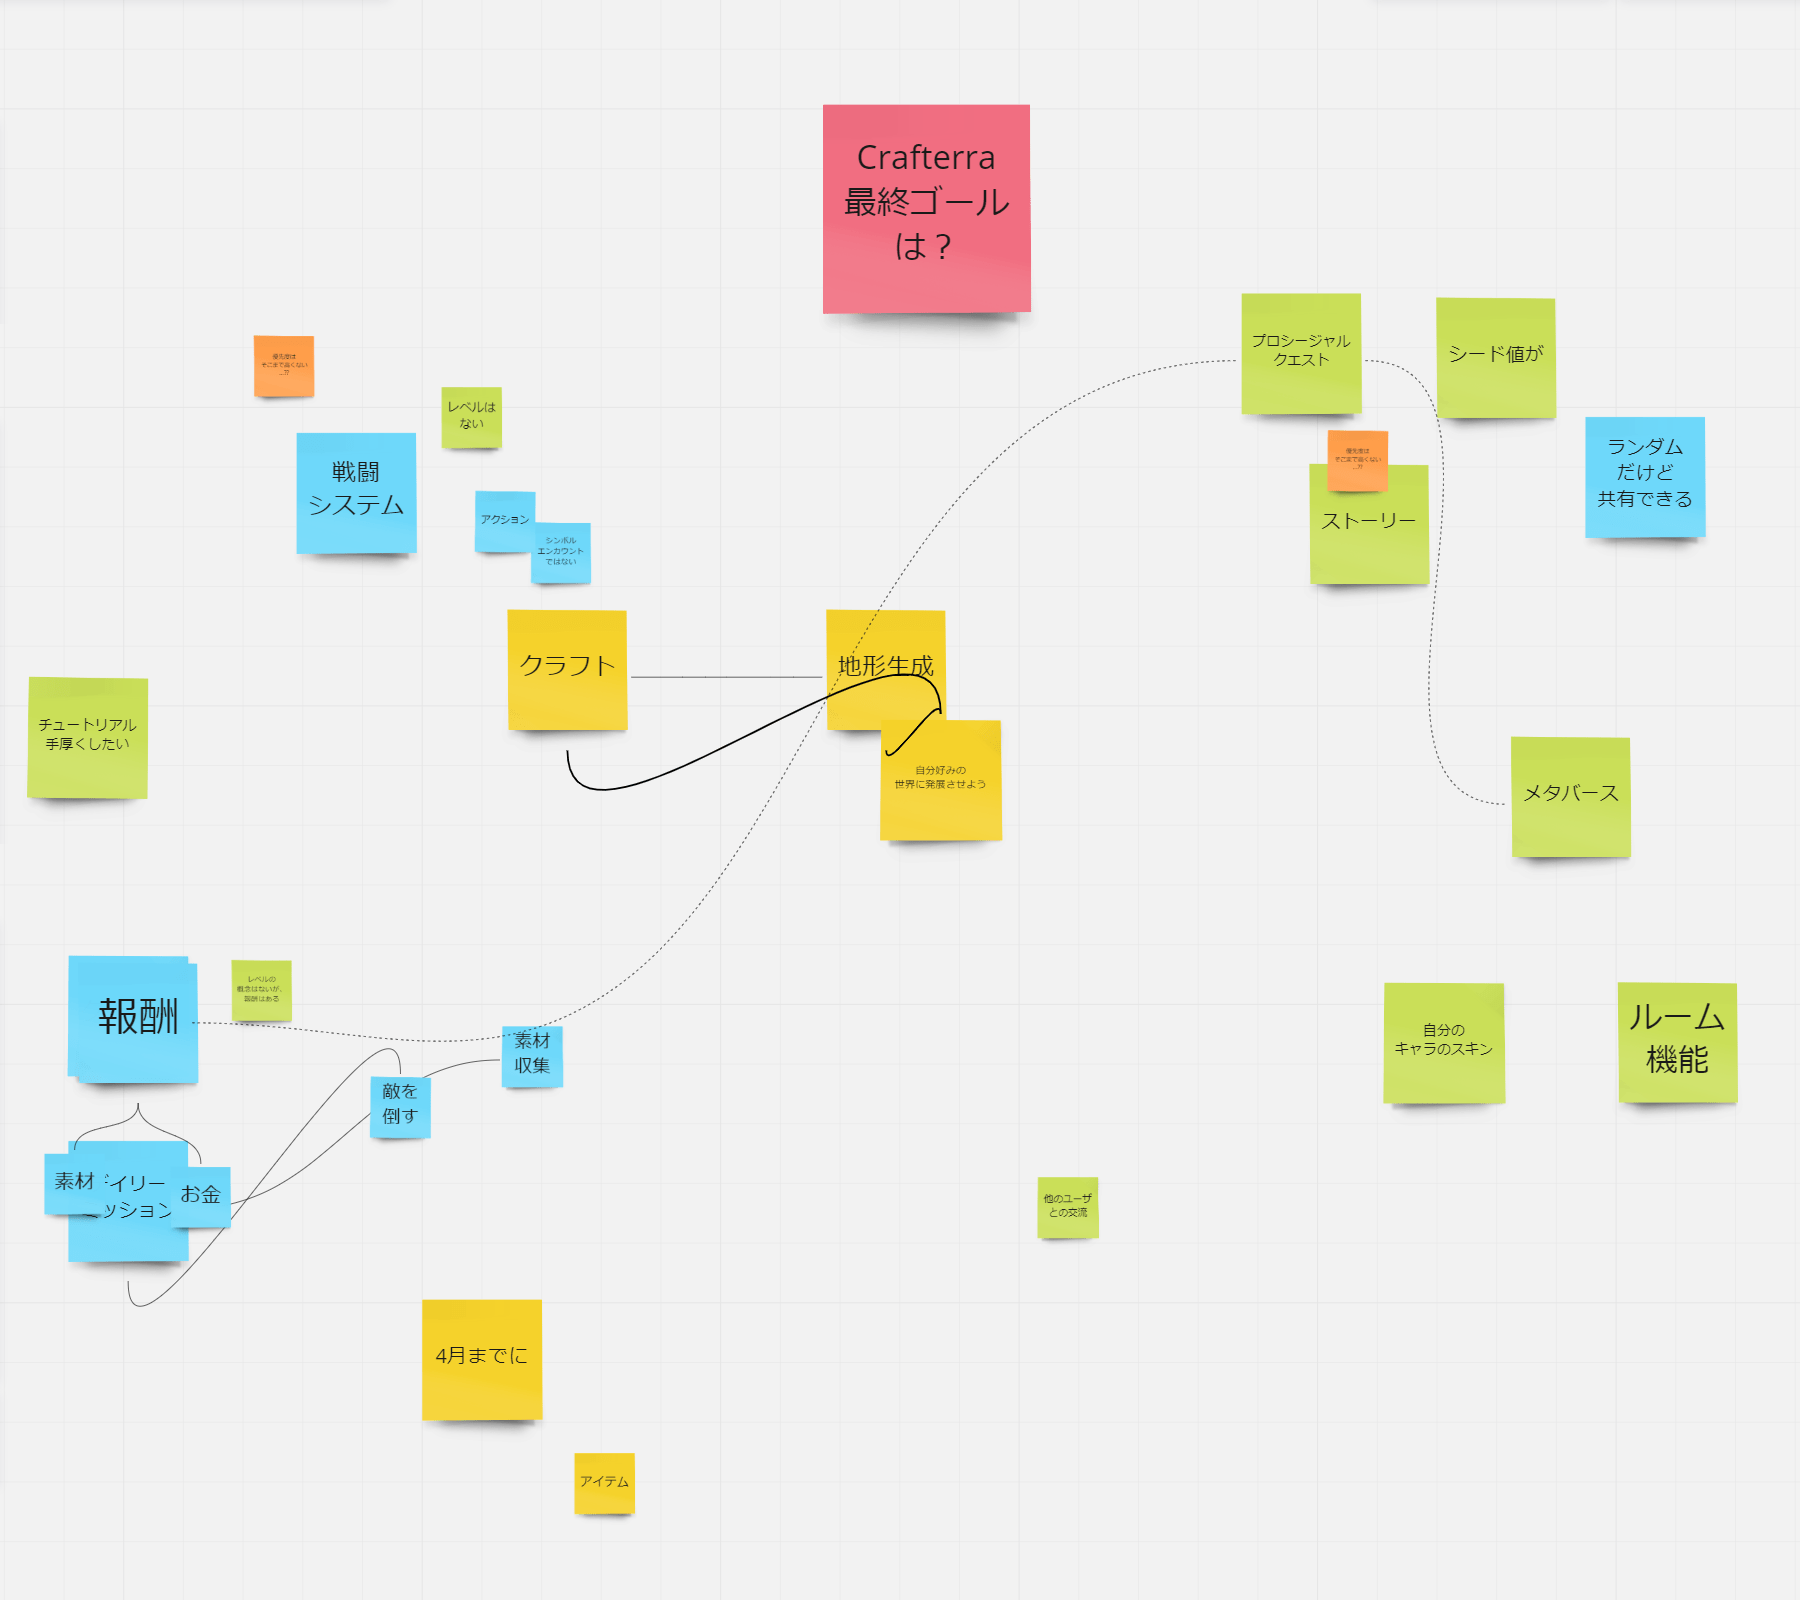 Crafterra
最終ゴール
は？
プロシージャル
クエスト
シード値が
優先度は
そこまで高くない
...??
レベルは
ない
ランダム
だけど
共有できる
戦闘
システム
優先度は
そこまで高くない
...??
ストーリー
アクション
シンボル
エンカウント
ではない
クラフト
地形生成
自分好みの
世界に発展させよう
チュートリアル
手厚くしたい
メタバース
報酬
レベルの
概念はないが、
報酬はある
素材
収集
敵を
倒す
自分の
キャラのスキン
ルーム
機能
素材
イリー
ッション
お金
他のユーザ
との交流
4月までに
アイテム